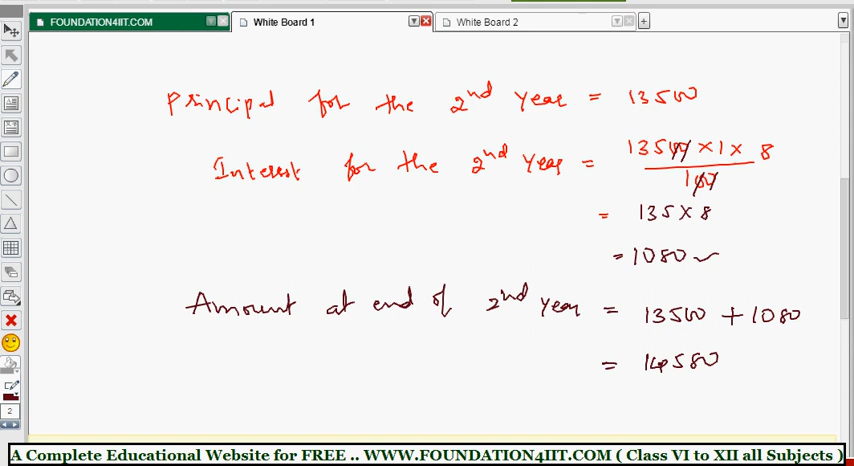 FOUNDATION4IIT.COM White Board 1 White Board 2
Principal for the 2nd Year = 13500
Interest for the 2nd Year = 13500 x 1 x 8
100
= 135 x 8
= 1080 ✓
Amount at end of 2nd Year = 13500 + 1080
= 14580
2
A Complete Educational Website for FREE .. WWW.FOUNDATION4IIT.COM ( Class VI to XII all Subjects )